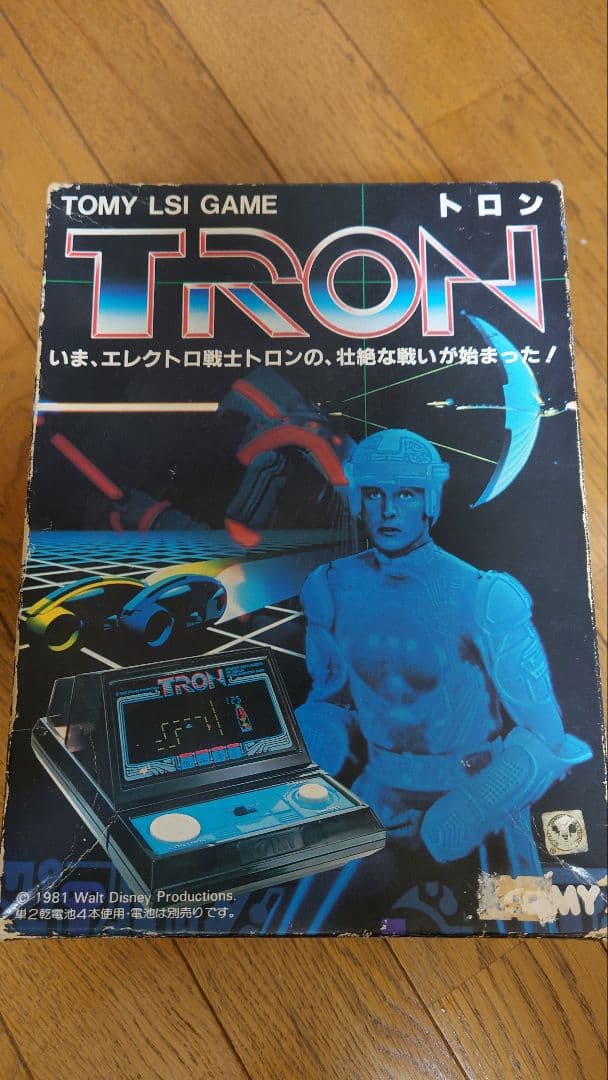 TOMY LSI GAME
トロン
TRON
いま、エレクトロ戦士トロンの、壮絶な戦いが始まった!
TRON
125
© 1981 Walt Disney Productions.
単2乾電池4本使用・電池は別売りです。
TOMY